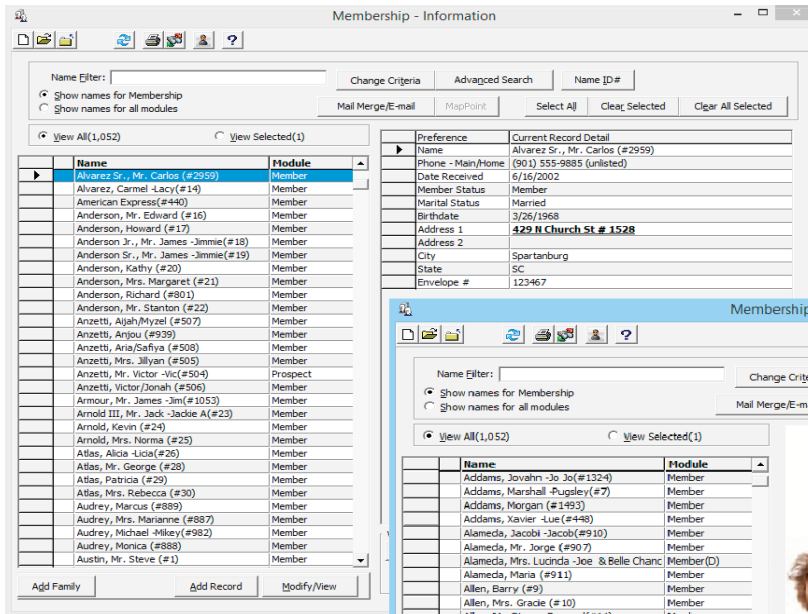 Membership - Information
Name Filter:
Change Criteria
Advanced Search
Name ID#
Show names for Membership
Show names for all modules
Mail Merge/E-mail
MapPoint
Select All
Clear Selected
Clear All Selected
View All(1,052)
View Selected(1)
Name Module
Alvarez Sr., Mr. Carlos (#2959) Member
Alvarez, Carmel -Lacy(#14) Member
American Express(#440) Member
Anderson, Mr. Edward (#16) Member
Anderson, Howard (#17) Member
Anderson Jr., Mr. James -Jimmie(#18) Member
Anderson Sr., Mr. James -Jimmie(#19) Member
Anderson, Kathy (#20) Member
Anderson, Mrs. Margaret (#21) Member
Anderson, Richard (#801) Member
Anderson, Mr. Stanton (#22) Member
Anzetti, Aijah/Myzel (#507) Member
Anzetti, Anjou (#939) Member
Anzetti, Aria/Safiya (#508) Member
Anzetti, Mrs. Jillyan (#505) Member
Anzetti, Mr. Victor -Vic(#504) Prospect
Anzetti, Victor/Jonah (#506) Member
Armour, Mr. James -Jim(#1053) Member
Arnold III, Mr. Jack -Jackie A(#23) Member
Arnold, Kevin (#24) Member
Arnold, Mrs. Norma (#25) Member
Atlas, Alicia -Licia(#26) Member
Atlas, Mr. George (#28) Member
Atlas, Patricia (#29) Member
Atlas, Mrs. Rebecca (#30) Member
Audrey, Marcus (#889) Member
Audrey, Mrs. Marianne (#887) Member
Audrey, Michael -Mikey(#982) Member
Audrey, Monica (#888) Member
Austin, Mr. Steve (#1) Member
Add Family
Add Record
Modify/View
Preference Current Record Detail
Name Alvarez Sr., Mr. Carlos (#2959)
Phone - Main/Home (901) 555-9885 (unlisted)
Date Received 6/16/2002
Member Status Member
Marital Status Married
Birthdate 3/26/1968
Address 1 429 N Church St # 1528
Address 2
City Spartanburg
State SC
Envelope # 123467
Membership
Name Filter:
Change Crite
Show names for Membership
Show names for all modules
Mail Merge/E-m
View All(1,052)
View Selected(1)
Name Module
Addams, Jovahn -Jo Jo(#1324) Member
Addams, Marshall -Pugsley(#7) Member
Addams, Morgan (#1493) Member
Addams, Xavier -Lue(#448) Member
Alameda, Jacobi -Jacob(#910) Member
Alameda, Mr. Jorge (#907) Member
Alameda, Mrs. Lucinda -Joe & Belle Chanc Member(D)
Alameda, Maria (#911) Member
Allen, Barry (#9) Member
Allen, Mrs. Gracie (#10) Member